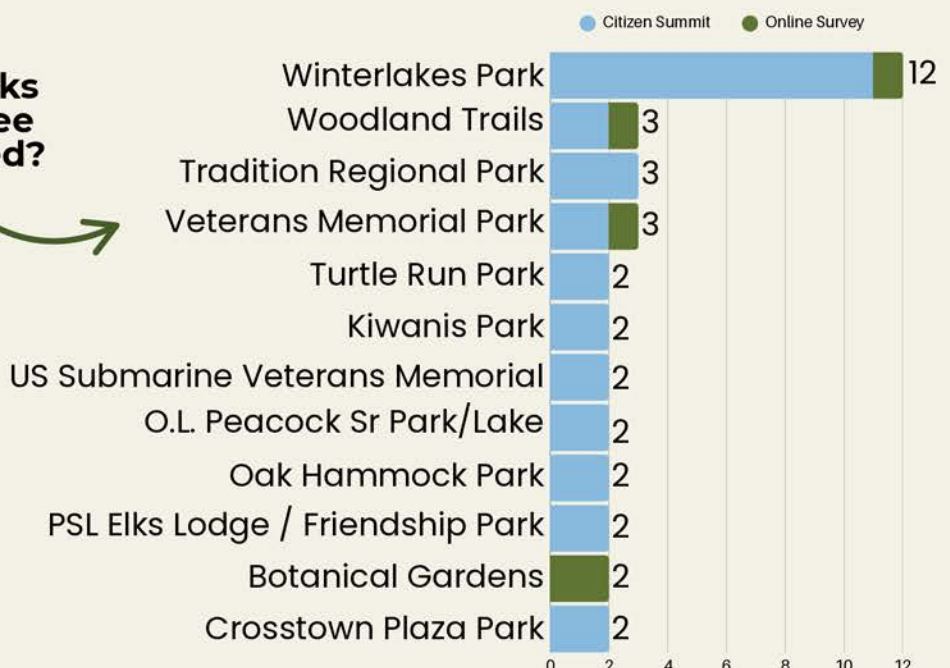 Citizen Summit Online Survey
Winterlakes Park 12
ks
Woodland Trails 3
ee
d?
Tradition Regional Park 3
Veterans Memorial Park 3
Turtle Run Park 2
Kiwanis Park 2
US Submarine Veterans Memorial 2
O.L. Peacock Sr Park/Lake 2
Oak Hammock Park 2
PSL Elks Lodge / Friendship Park 2
Botanical Gardens 2
Crosstown Plaza Park 2
0 2 4 6 8 10 12